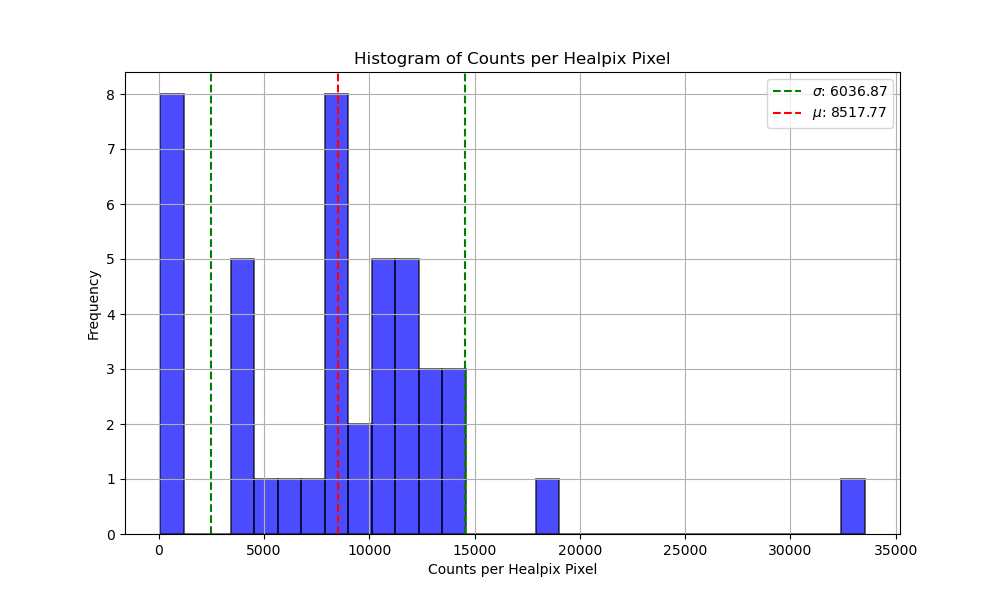 Histogram of Counts per Healpix Pixel
σ: 6036.87
μ: 8517.77
Frequency
8
7
6
5
4
3
2
1
0
0 5000 10000 15000 20000 25000 30000 35000
Counts per Healpix Pixel